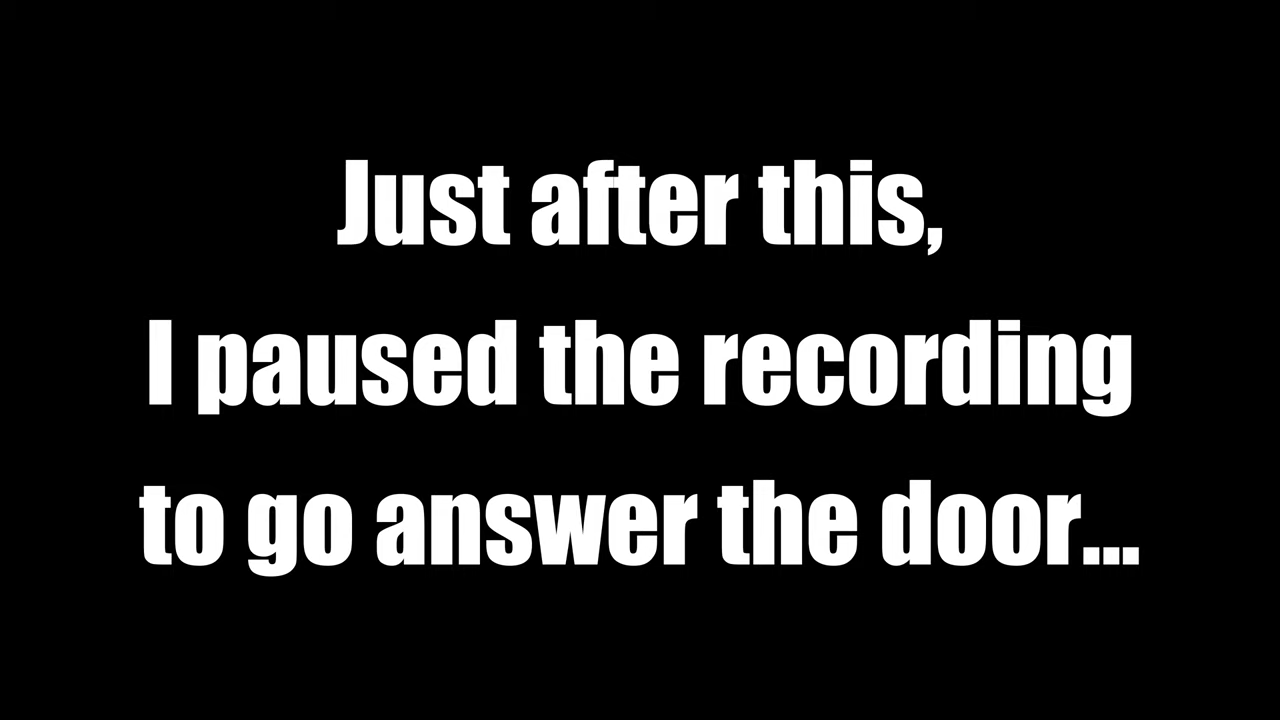 Just after this,
I paused the recording
to go answer the door...